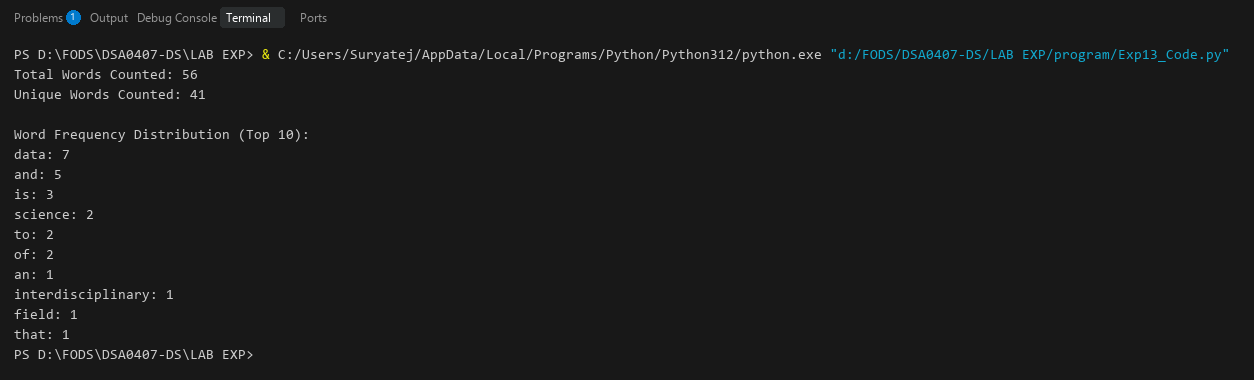 Problems 1 Output Debug Console Terminal Ports
PS D:\FODS\DSA0407-DS\LAB EXP> & C:/Users/Suryatej/AppData/Local/Programs/Python/Python312/python.exe "d:/FODS/DSA0407-DS/LAB EXP/program/Exp13_Code.py"
Total Words Counted: 56
Unique Words Counted: 41

Word Frequency Distribution (Top 10):
data: 7
and: 5
is: 3
science: 2
to: 2
of: 2
an: 1
interdisciplinary: 1
field: 1
that: 1
PS D:\FODS\DSA0407-DS\LAB EXP>